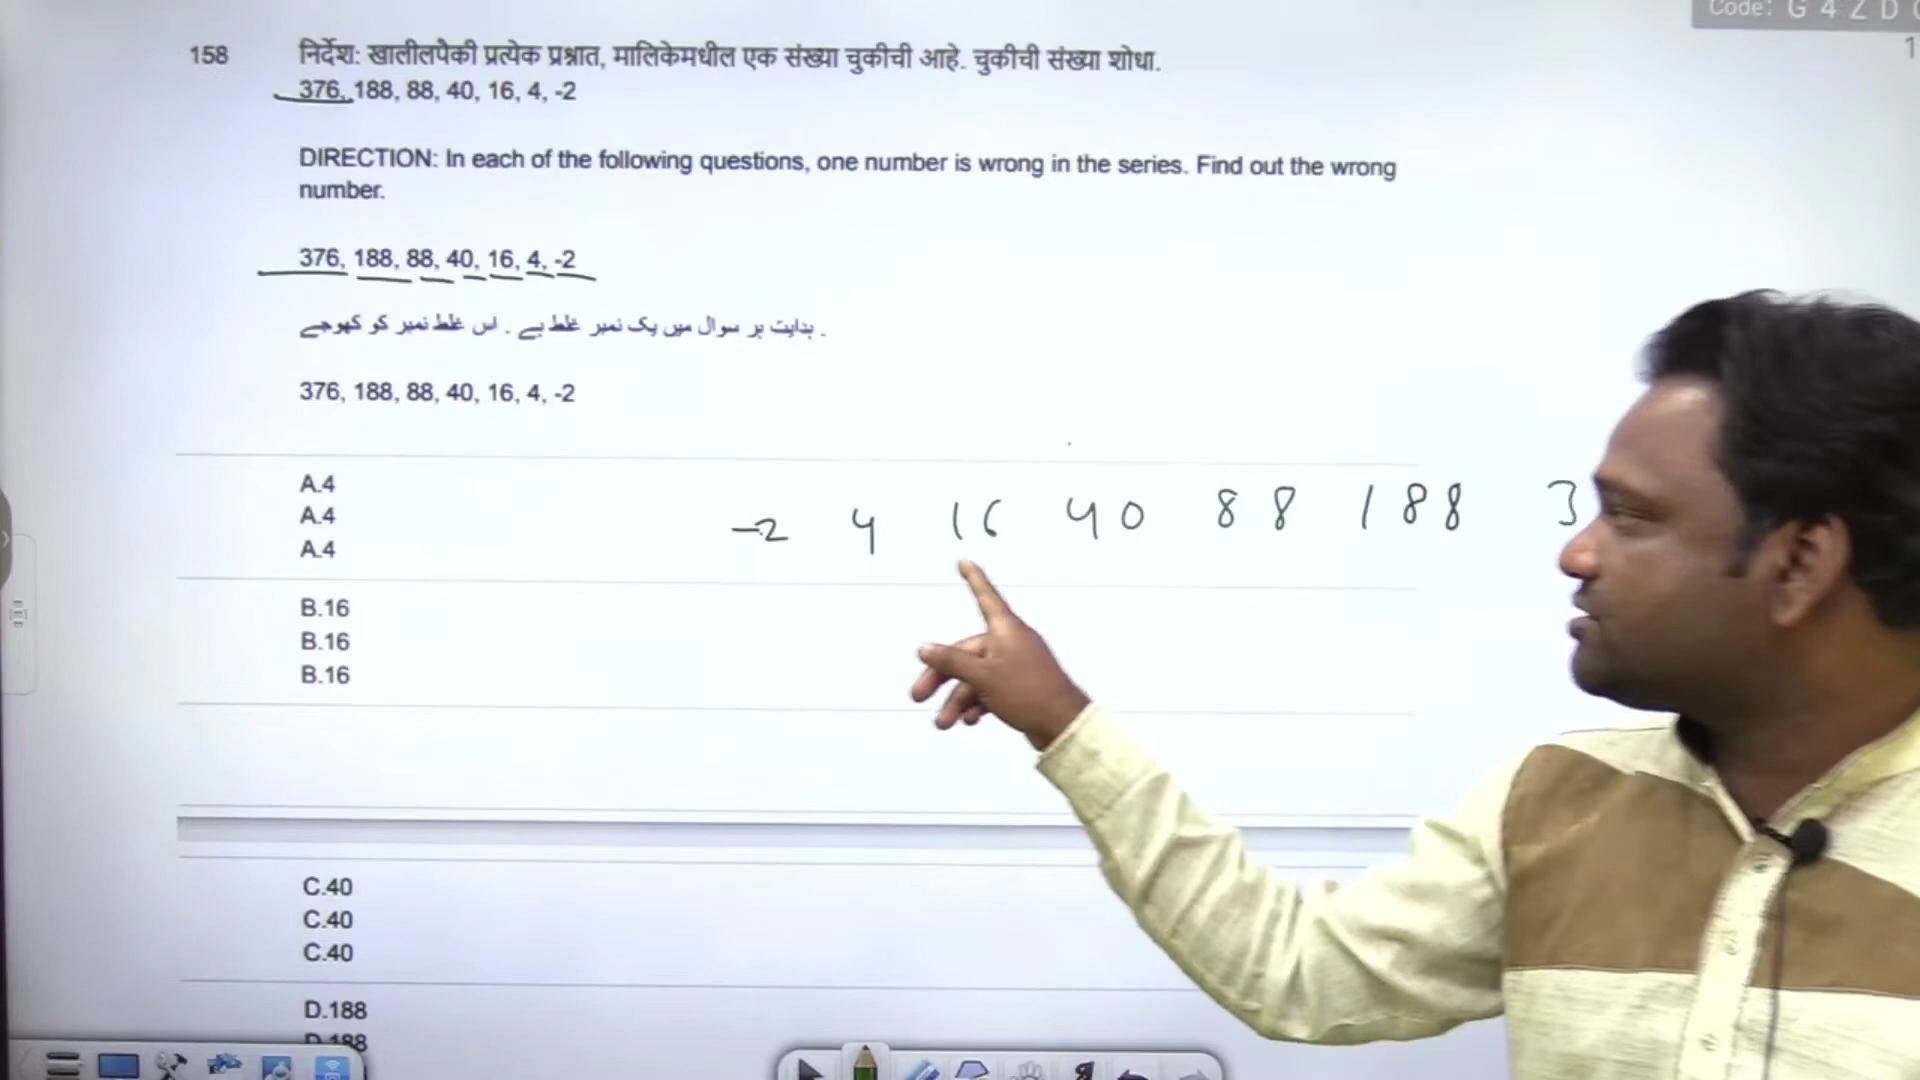 Code: G 4 Z D
1
158 निर्देश: खालीलपैकी प्रत्येक प्रश्नात, मालिकेमधील एक संख्या चुकीची आहे. चुकीची संख्या शोधा.
376, 188, 88, 40, 16, 4, -2
DIRECTION: In each of the following questions, one number is wrong in the series. Find out the wrong
number.
376, 188, 88, 40, 16, 4, -2
ہدایت ہر سوال میں یک نمبر غلط ہے . اس غلط نمبر کو کھوجے .
376, 188, 88, 40, 16, 4, -2
A.4
A.4
A.4
-2 4 16 40 88 188 3
B.16
B.16
B.16
C.40
C.40
C.40
D.188
D.188